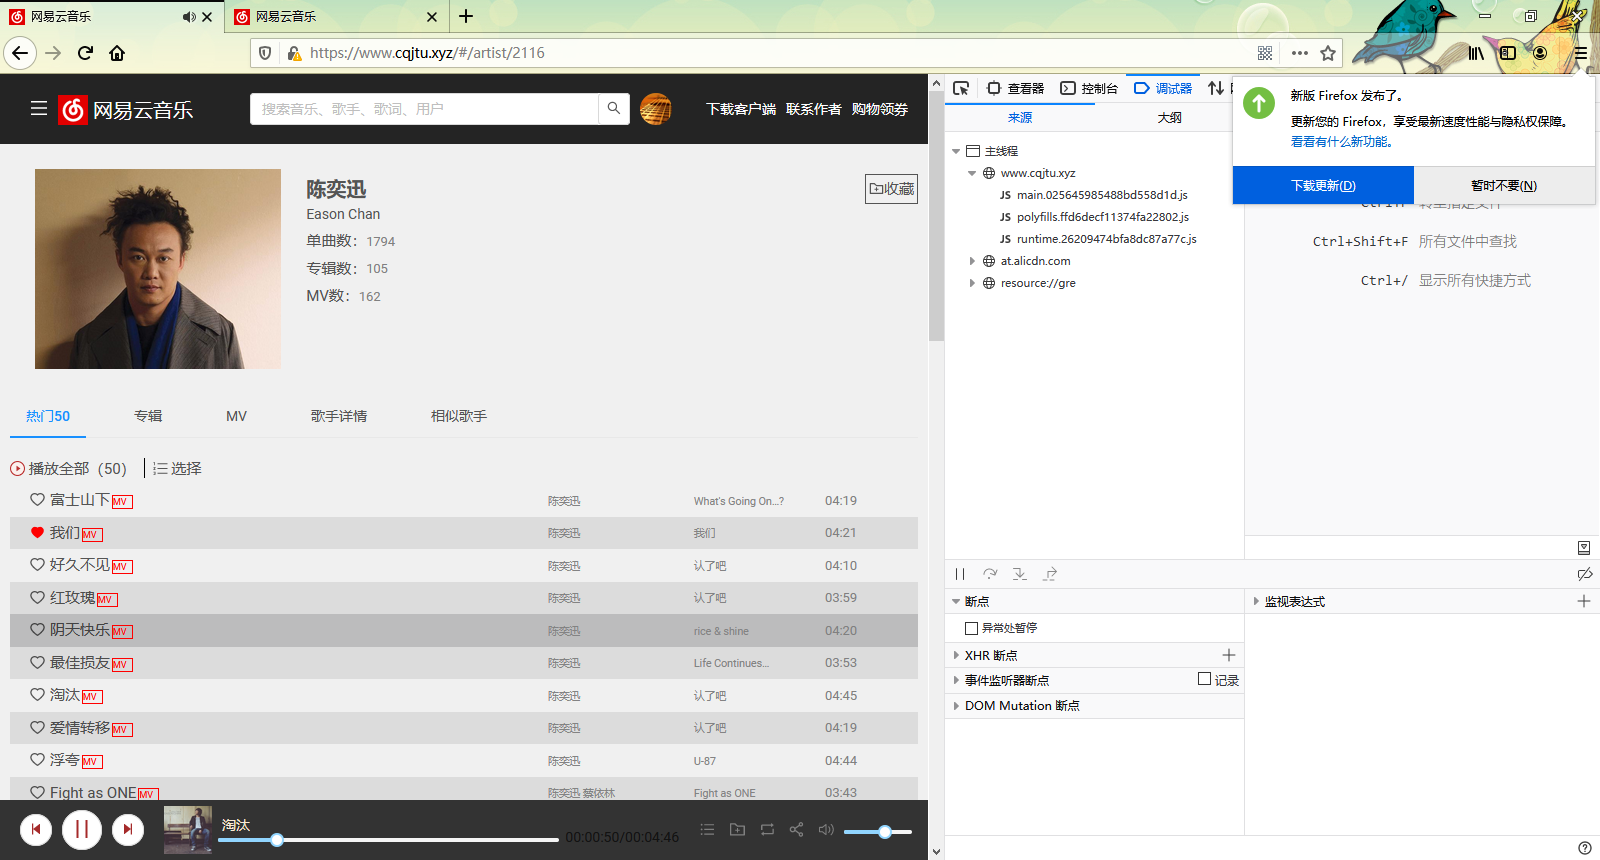 网易云音乐
网易云音乐
https://www.cqjtu.xyz/#/artist/2116
网易云音乐
搜索音乐、歌手、歌词、用户
下载客户端 联系作者 购物领券
陈奕迅
Eason Chan
单曲数：1794
专辑数：105
MV数：162
收藏
热门50 专辑 MV 歌手详情 相似歌手
播放全部（50） 选择
富士山下 MV 陈奕迅 What's Going On...? 04:19
我们 MV 陈奕迅 我们 04:21
好久不见 MV 陈奕迅 认了吧 04:10
红玫瑰 MV 陈奕迅 认了吧 03:59
阴天快乐 MV 陈奕迅 rice & shine 04:20
最佳损友 MV 陈奕迅 Life Continues... 03:53
淘汰 MV 陈奕迅 认了吧 04:45
爱情转移 MV 陈奕迅 认了吧 04:19
浮夸 MV 陈奕迅 U-87 04:44
Fight as ONE MV 陈奕迅 蔡依林 Fight as ONE 03:43
淘汰
00:00:50/00:04:46
查看器 控制台 调试器
来源 大纲
主线程
www.cqjtu.xyz
JS main.025645985488bd558d1d.js
JS polyfills.ffd6decf11374fa22802.js
JS runtime.26209474bfa8dc87a77c.js
at.alicdn.com
resource://gre
新版 Firefox 发布了。
更新您的 Firefox，享受最新速度性能与隐私权保障。
看看有什么新功能。
下载更新(D) 暂时不要(N)
Ctrl+Shift+F 所有文件中查找
Ctrl+/ 显示所有快捷方式
断点
异常处暂停
XHR 断点
事件监听器断点 记录
DOM Mutation 断点
监视表达式